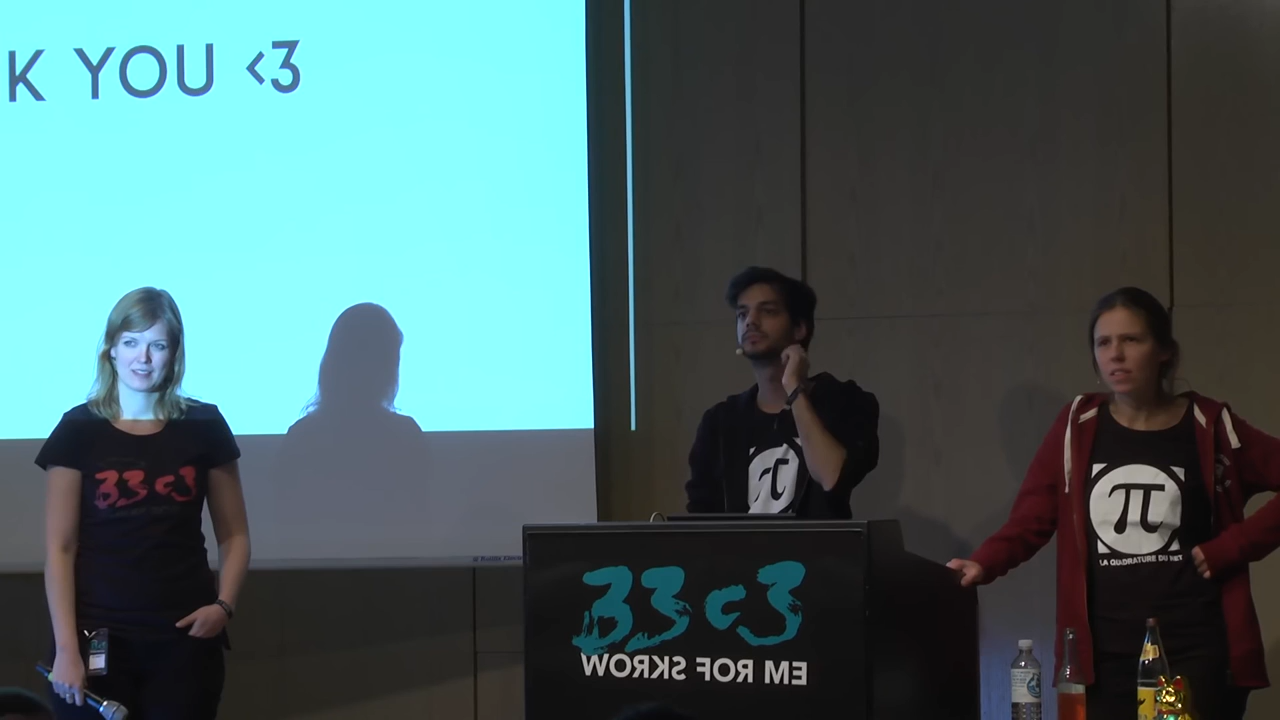 K YOU <3
33c3
33c3
WORKS FOR ME
LA QUADRATURE DU NET